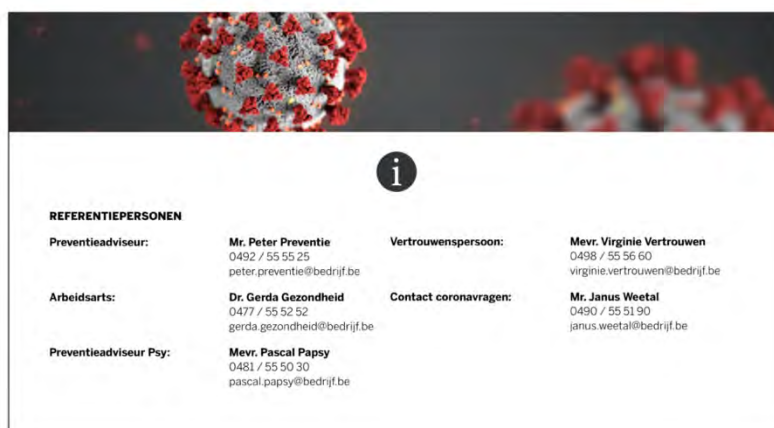 i
REFERENTIEPERSONEN
Preventieadviseur:
Mr. Peter Preventie
0492 / 55 55 25
peter.preventie@bedrijf.be
Vertrouwenspersoon:
Mevr. Virginie Vertrouwen
0498 / 55 56 60
virginie.vertrouwen@bedrijf.be
Arbeidsarts:
Dr. Gerda Gezondheid
0477 / 55 52 52
gerda.gezondheid@bedrijf.be
Contact coronavragen:
Mr. Janus Weetal
0490 / 55 51 90
janus.weetal@bedrijf.be
Preventieadviseur Psy:
Mevr. Pascal Papsy
0481 / 55 50 30
pascal.papsy@bedrijf.be